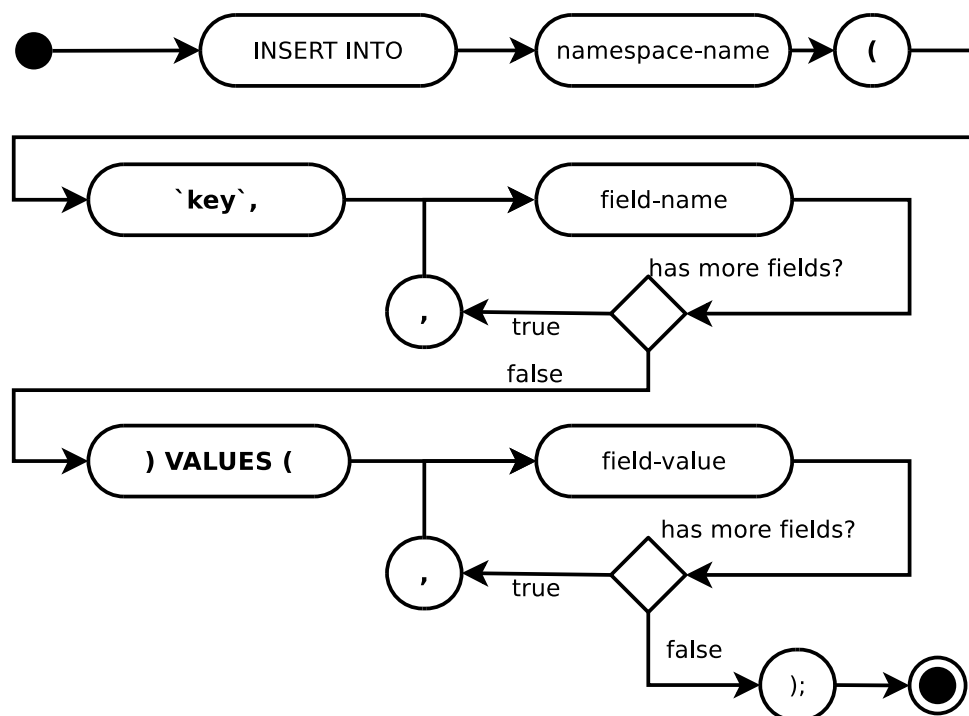 INSERT INTO
namespace-name
(
`key`,
field-name
has more fields?
,
true
false
) VALUES (
field-value
has more fields?
,
true
false
);